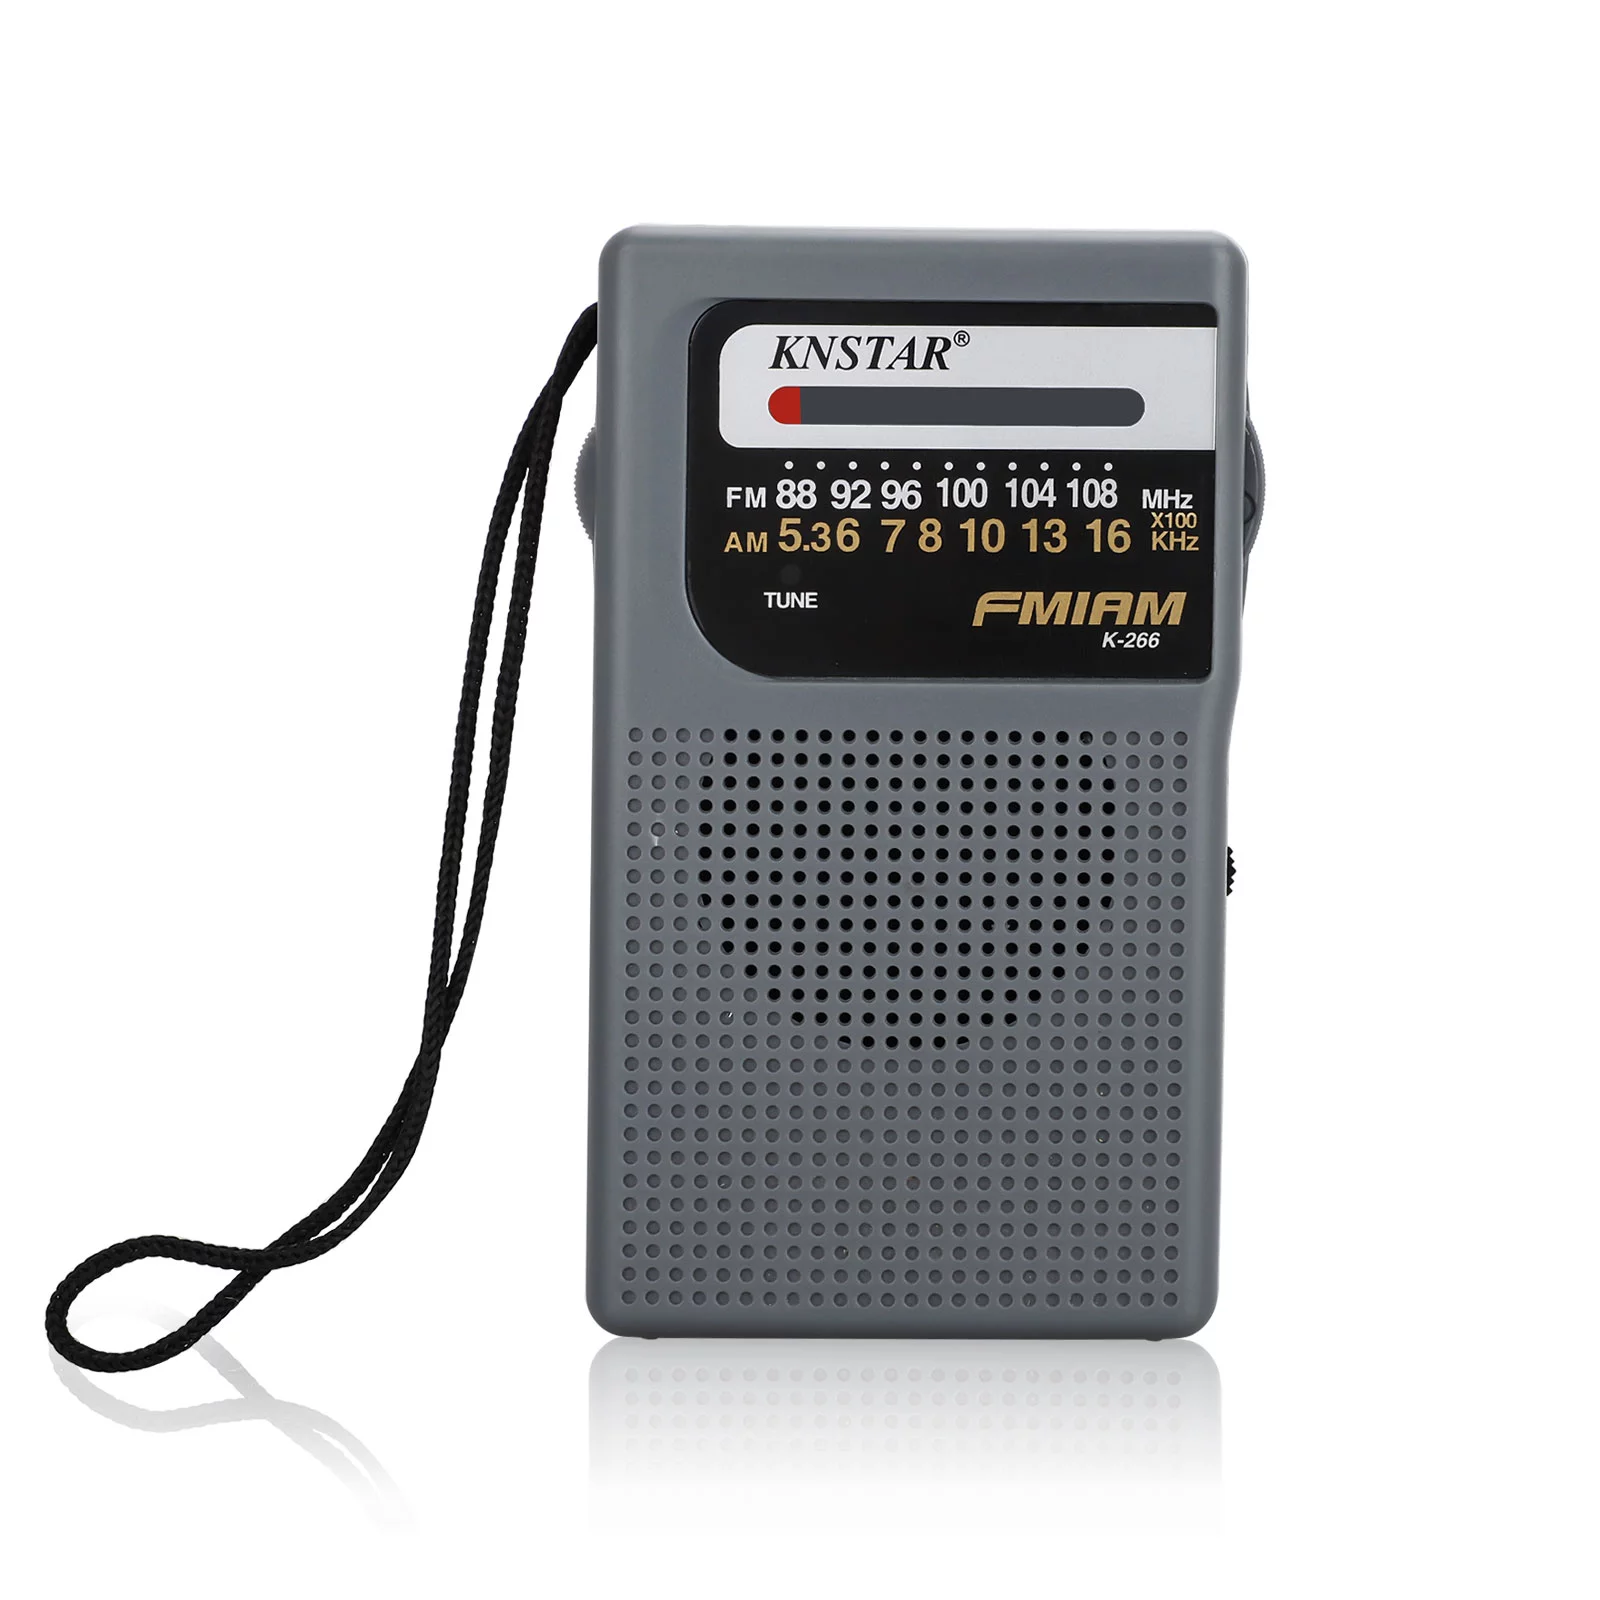 KNSTAR®
FM 88 92 96 100 104 108 MHz
AM 5.36 7 8 10 13 16 X100 KHz
TUNE
FMIAM
K-266